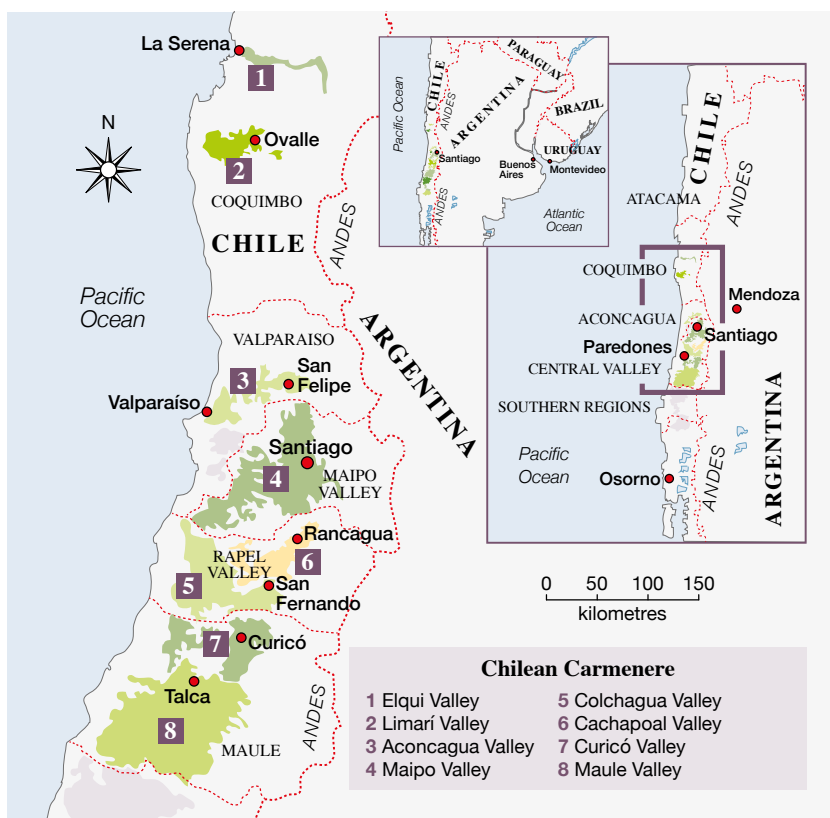 La Serena
1
N
Ovalle
2
COQUIMBO
CHILE
ANDES
Pacific
Ocean
ARGENTINA
VALPARAISO
San
Felipe
3
Valparaíso
Santiago
4
MAIPO
VALLEY
Rancagua
RAPEL
VALLEY
6
5
San
Fernando
7
Curicó
Talca
8
MAULE
ANDES
PARAGUAY
CHILE
ANDES
ARGENTINA
BRAZIL
Pacific Ocean
Santiago
URUGUAY
Buenos
Aires
Montevideo
ANDES
Atlantic
Ocean
CHILE
ANDES
ATACAMA
COQUIMBO
Mendoza
ACONCAGUA
Santiago
Paredones
CENTRAL VALLEY
SOUTHERN REGIONS
Pacific
Ocean
Osorno
ANDES
ARGENTINA
0 50 100 150
kilometres
Chilean Carmenere
1 Elqui Valley
2 Limarí Valley
3 Aconcagua Valley
4 Maipo Valley
5 Colchagua Valley
6 Cachapoal Valley
7 Curicó Valley
8 Maule Valley